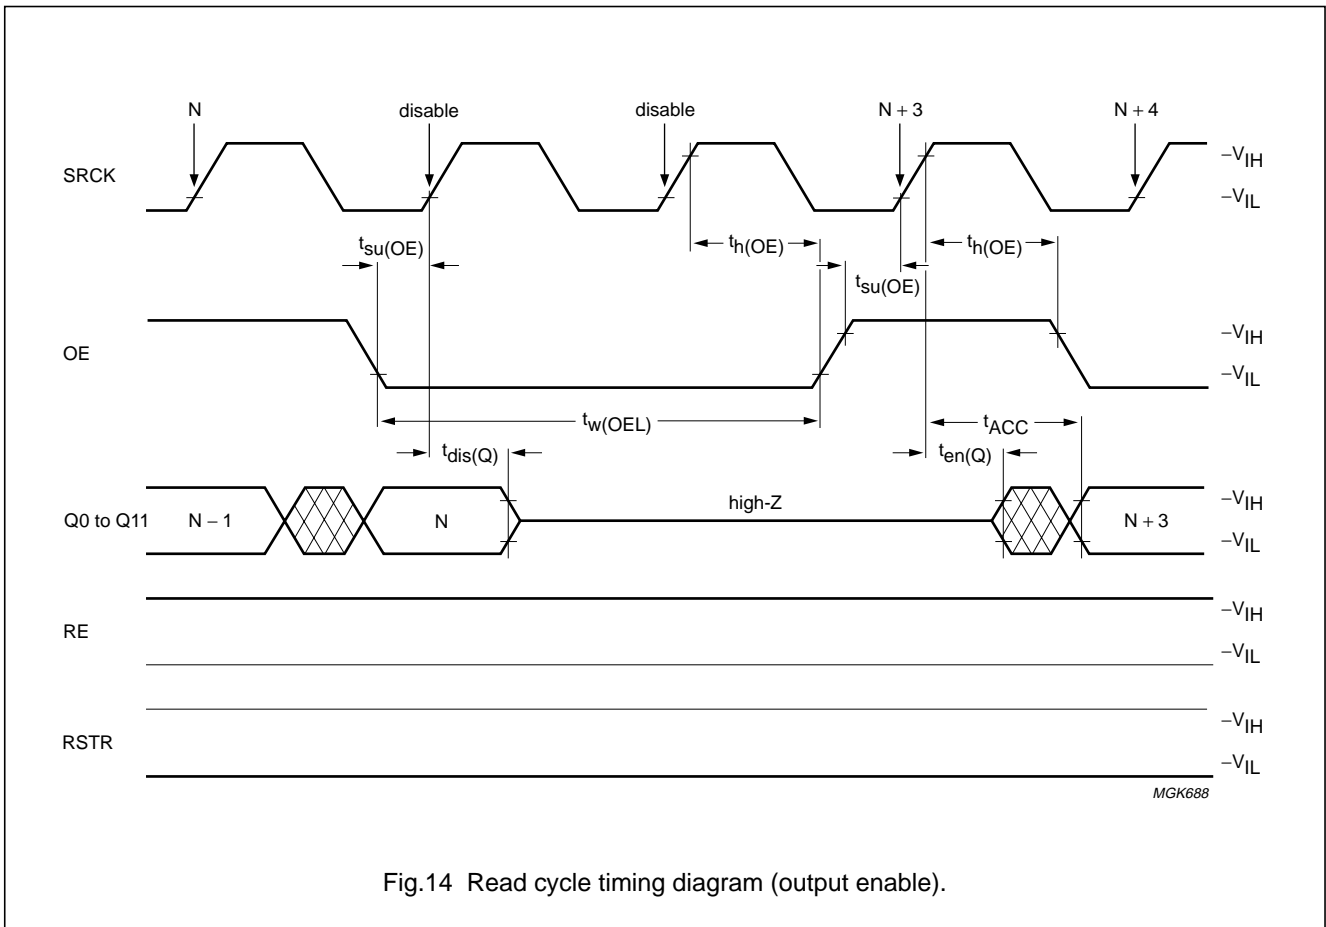 N disable disable N + 3 N + 4
SRCK
–VIH
–VIL
tsu(OE) th(OE) th(OE)
tsu(OE)
OE
–VIH
–VIL
tw(OEL) tACC
tdis(Q) ten(Q)
Q0 to Q11 N – 1 N high-Z N + 3
–VIH
–VIL
RE
–VIH
–VIL
RSTR
–VIH
–VIL
MGK688
Fig.14 Read cycle timing diagram (output enable).